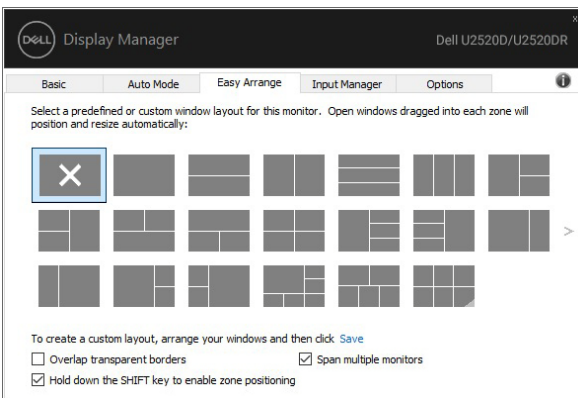 DELL Display Manager
Dell U2520D/U2520DR
Basic Auto Mode Easy Arrange Input Manager Options
Select a predefined or custom window layout for this monitor. Open windows dragged into each zone will
position and resize automatically:
To create a custom layout, arrange your windows and then click Save
Overlap transparent borders
Span multiple monitors
Hold down the SHIFT key to enable zone positioning